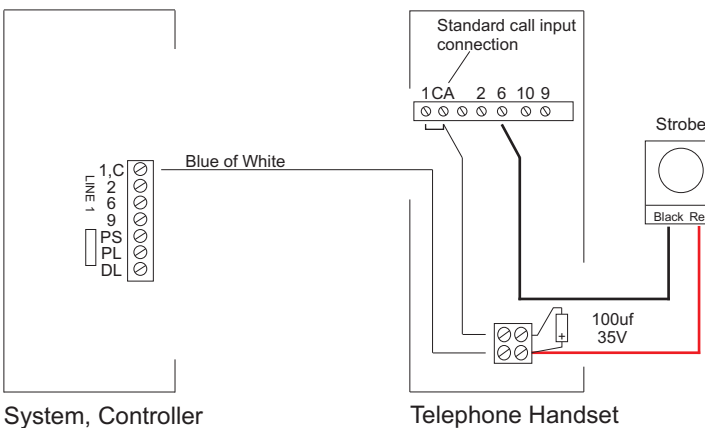 Standard call input
connection
1CA 2 6 10 9
Strobe
Blue of White
LINE 1
1,C
2
6
9
PS
PL
DL
Black Re
100uf
35V
+
System, Controller
Telephone Handset